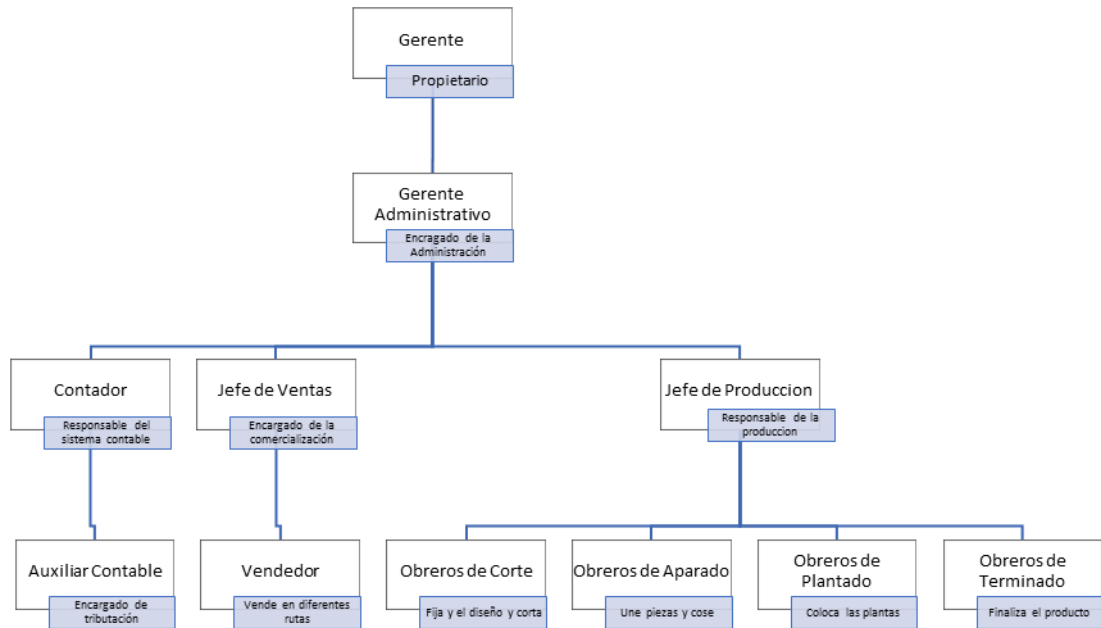 Gerente
Propietario
Gerente
Administrativo
Encragado de la
Administración
Contador
Responsable del
sistema contable
Jefe de Ventas
Encargado de la
comercialización
Jefe de Produccion
Responsable de la
produccion
Auxiliar Contable
Encargado de
tributación
Vendedor
Vende en diferentes
rutas
Obreros de Corte
Fija y el diseño y corta
Obreros de Aparado
Une piezas y cose
Obreros de
Plantado
Coloca las plantas
Obreros de
Terminado
Finaliza el producto